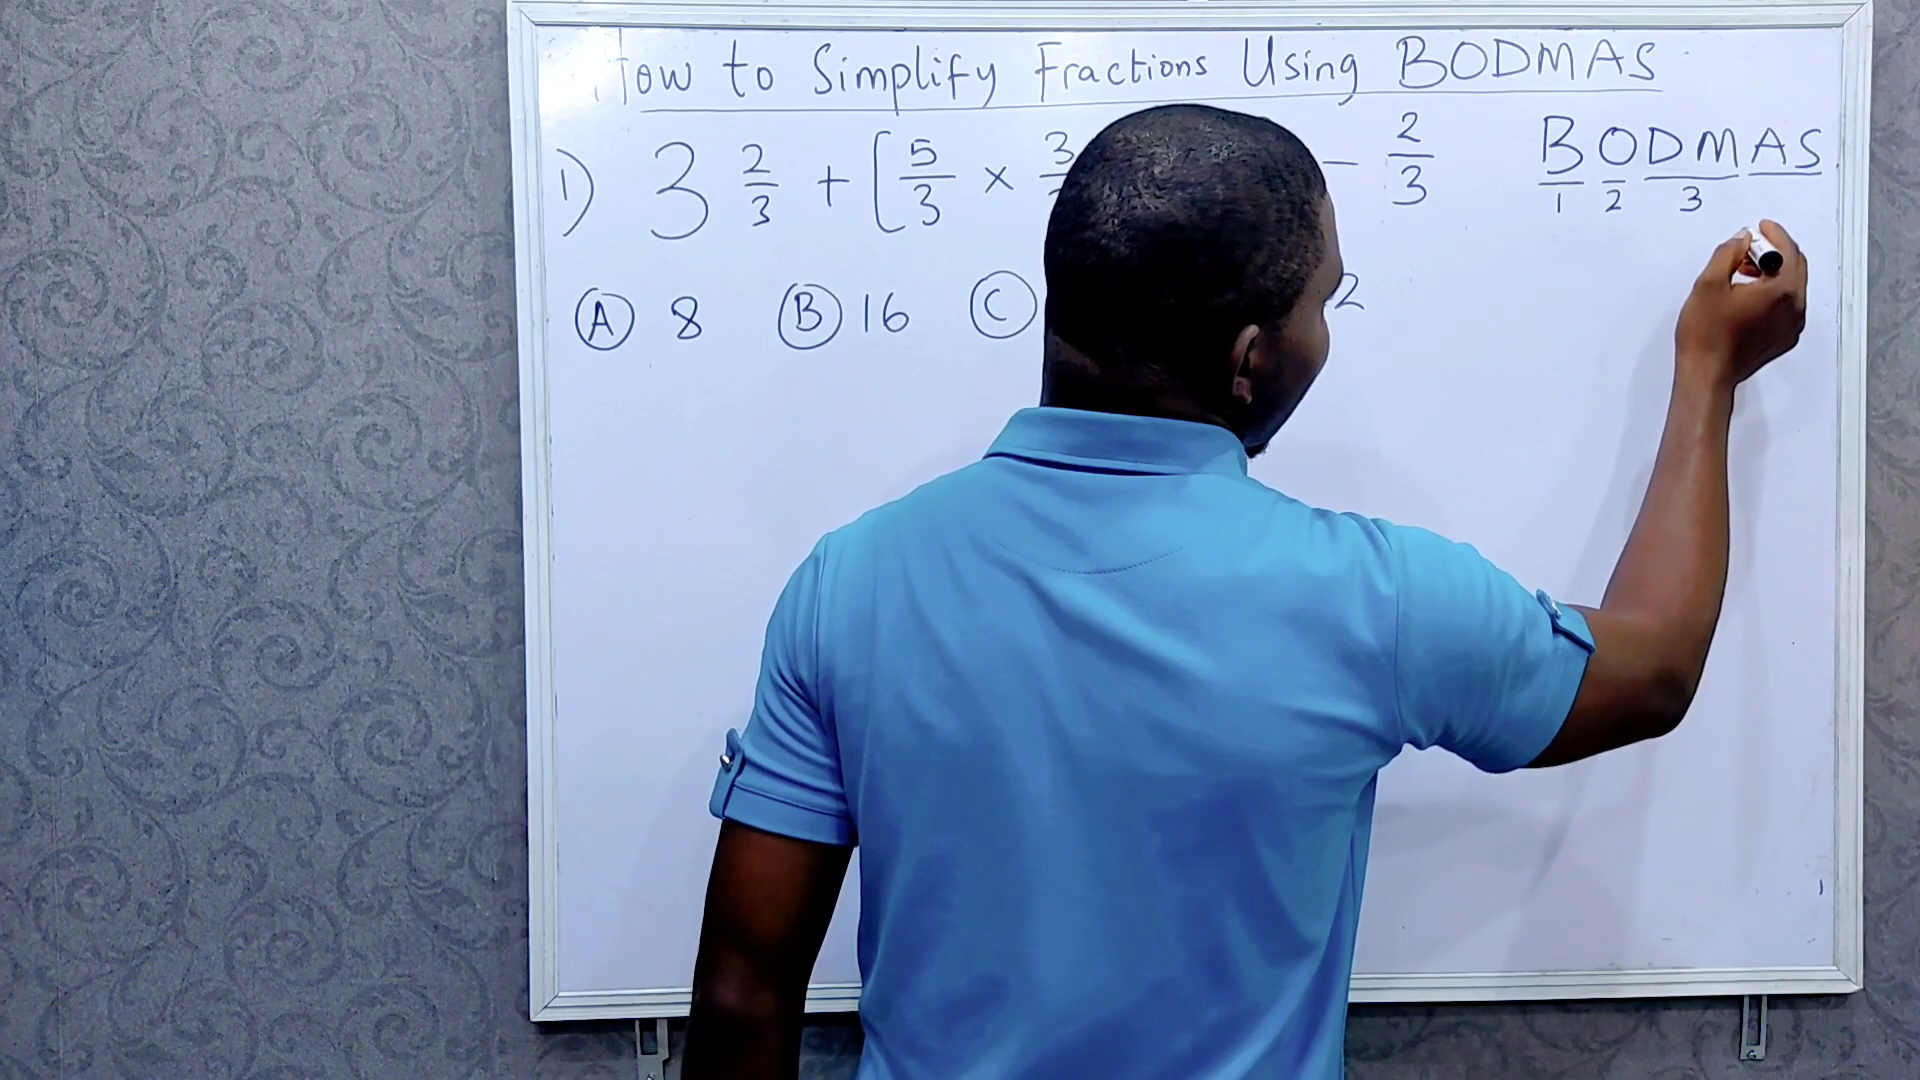 How to Simplify Fractions Using BODMAS
1) 3 2/3 + [5/3 × 3/ - 2/3
BODMAS
1 2 3
(A) 8 (B) 16 (C) 2